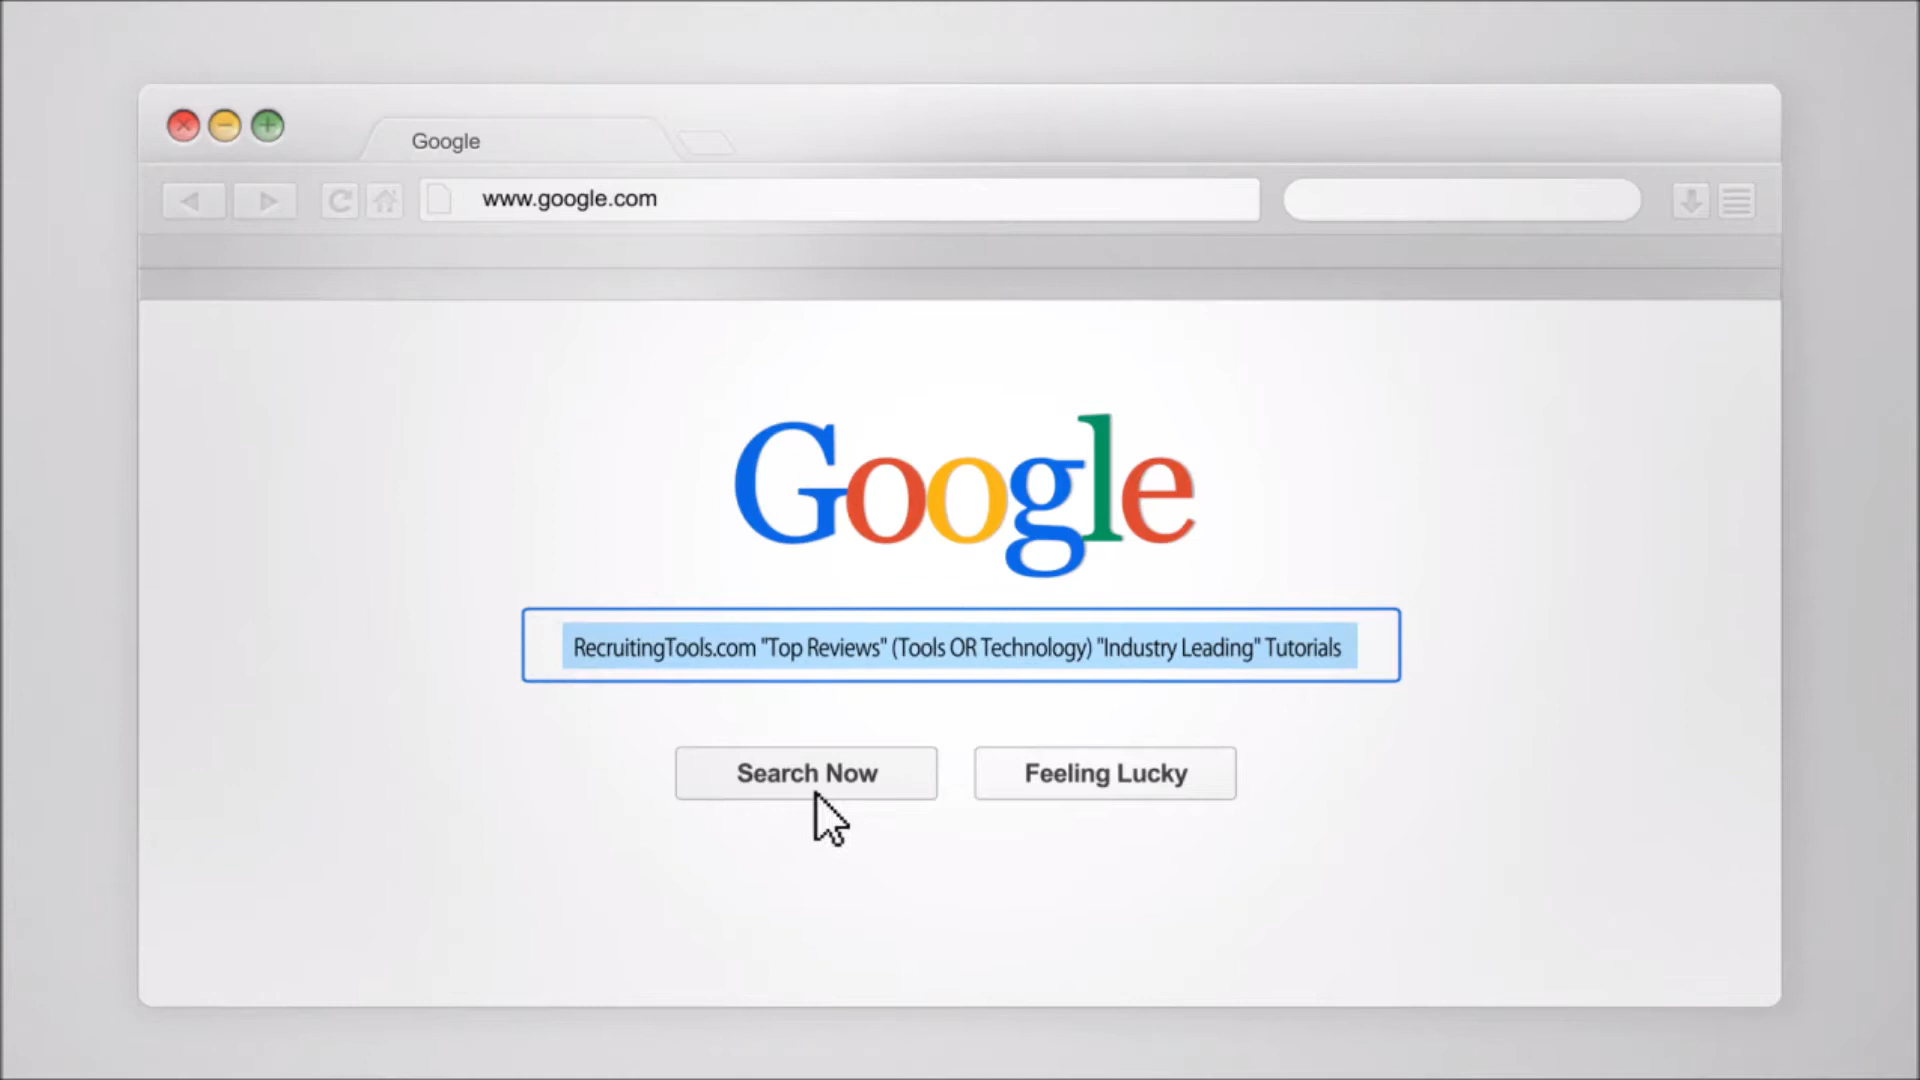 Google
www.google.com
Google
RecruitingTools.com "Top Reviews" (Tools OR Technology) "Industry Leading" Tutorials
Search Now Feeling Lucky